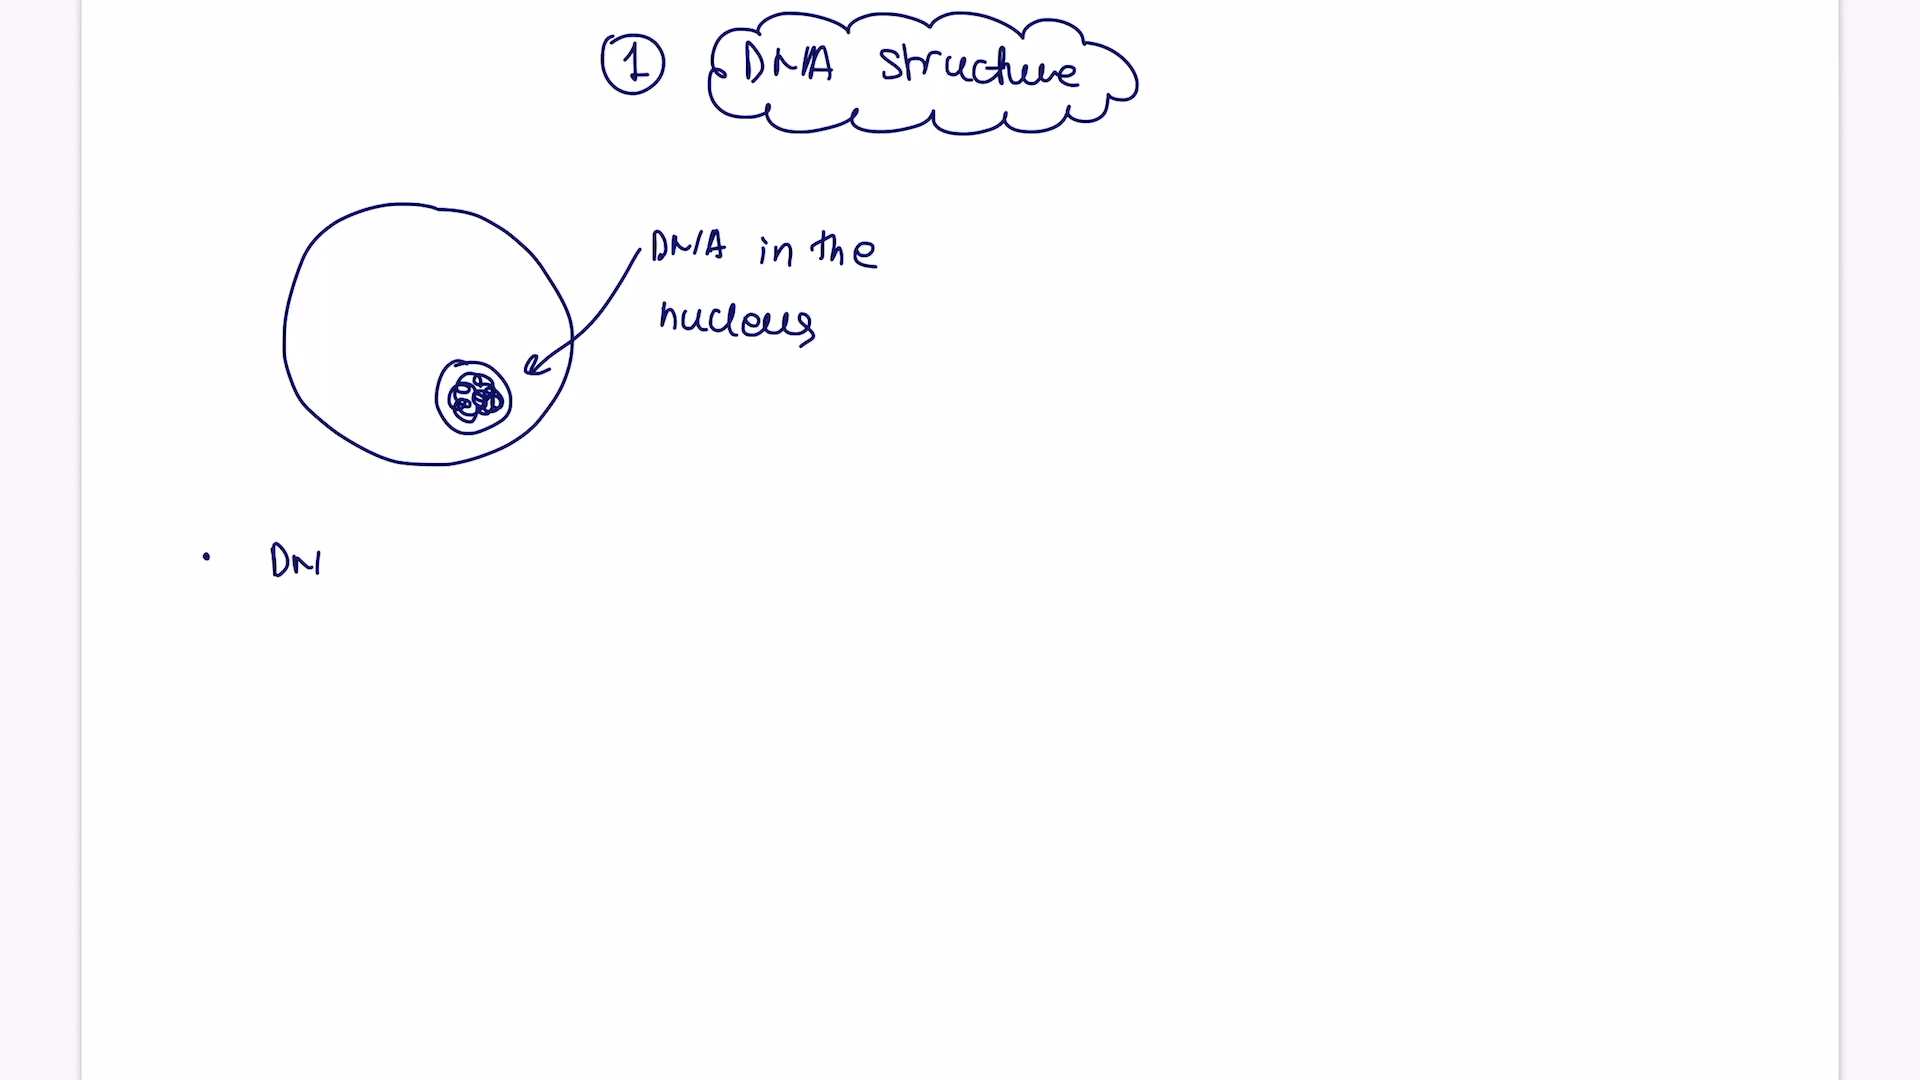 ① DNA structure
DNA in the
nucleus
• DN